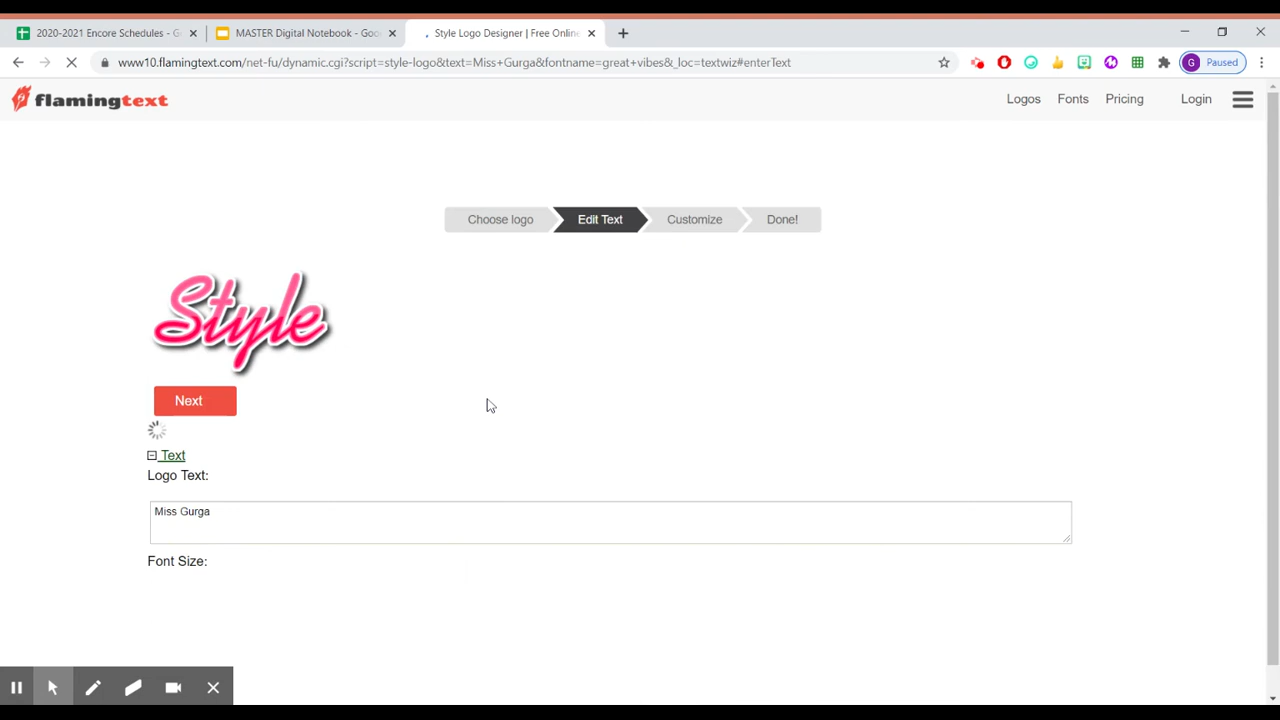 2020-2021 Encore Schedules - G
MASTER Digital Notebook - Goo
Style Logo Designer | Free Online
www10.flamingtext.com/net-fu/dynamic.cgi?script=style-logo&text=Miss+Gurga&fontname=great+vibes&_loc=textwiz#enterText
G Paused
flamingtext
Logos Fonts Pricing Login
Choose logo Edit Text Customize Done!
Style
Next
Text
Logo Text:
Miss Gurga
Font Size: